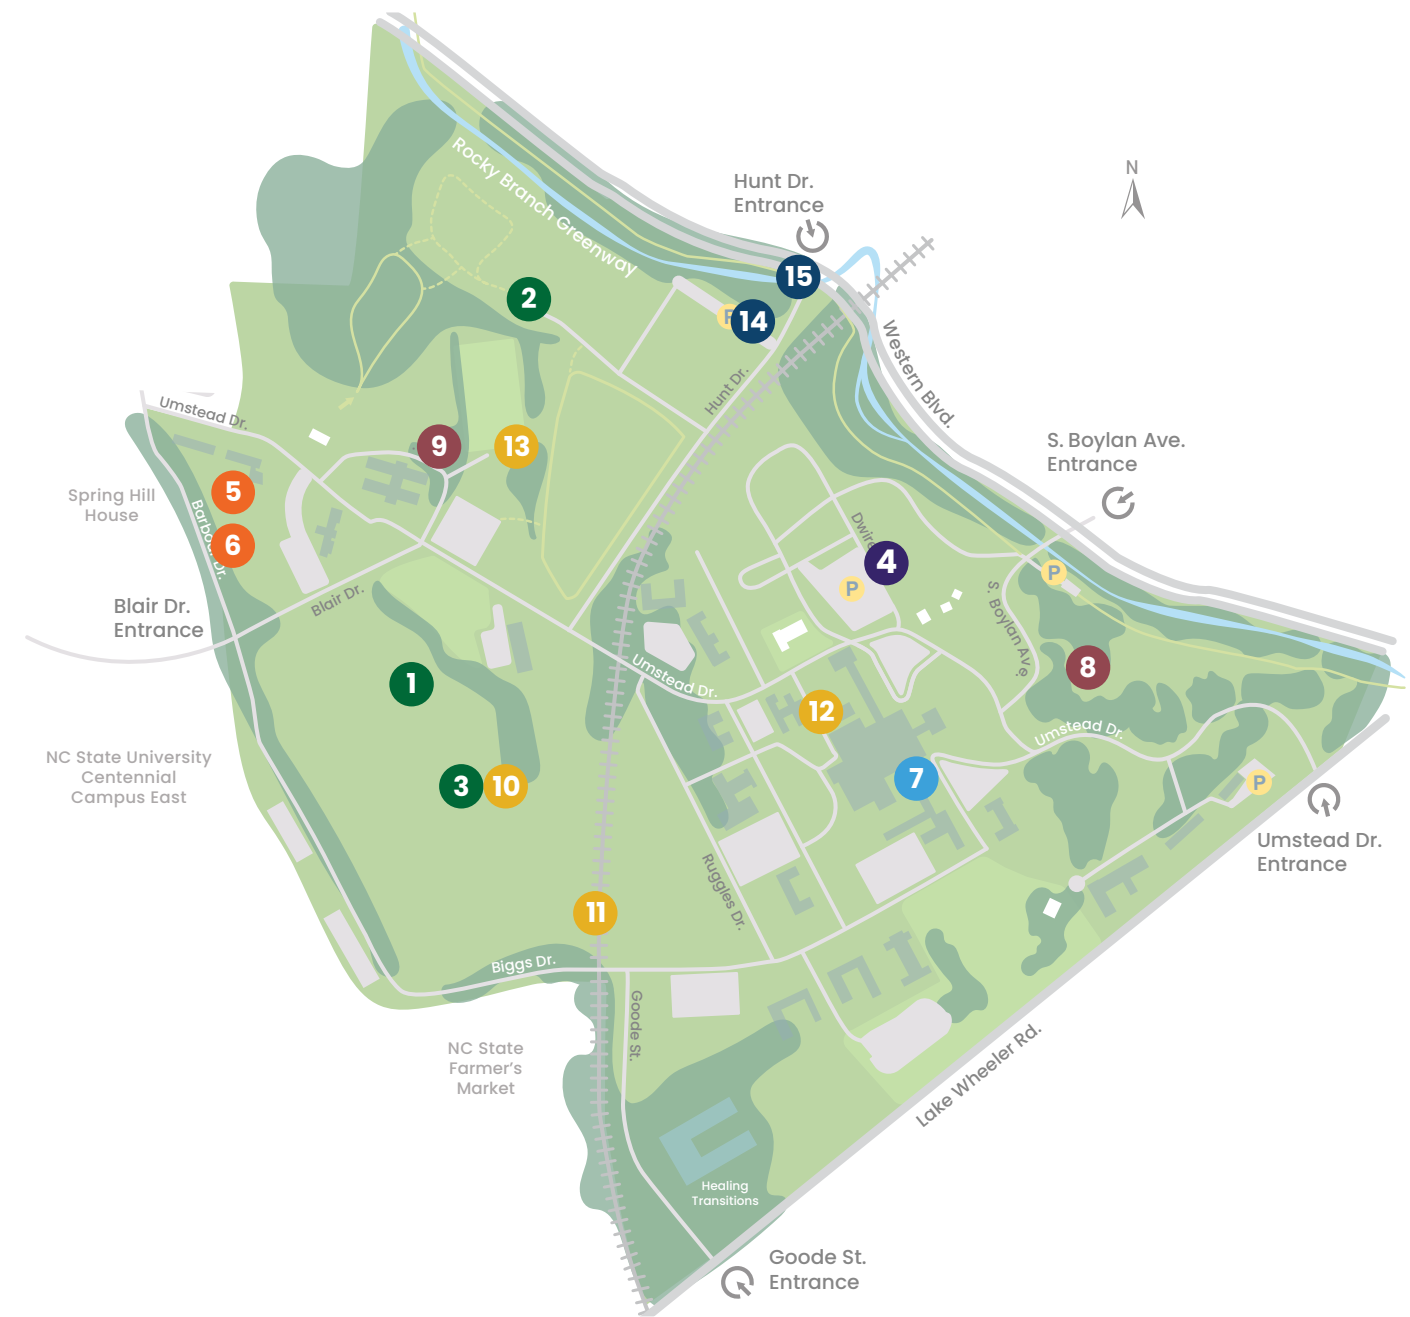 N
Hunt Dr.
Entrance
Rocky Branch Greenway
15
2
14
Western Blvd.
Hunt Dr.
Umstead Dr.
S. Boylan Ave.
Entrance
9
13
Spring Hill
House
5
6
Barbour Dr.
4
P
P
S. Boylan Ave.
Blair Dr.
Blair Dr.
Entrance
1
Umstead Dr.
8
12
Umstead Dr.
NC State University
Centennial
Campus East
3
10
7
P
Umstead Dr.
Entrance
Ruggles Dr.
11
Biggs Dr.
Goode St.
NC State
Farmer's
Market
Lake Wheeler Rd.
Healing
Transitions
Goode St.
Entrance